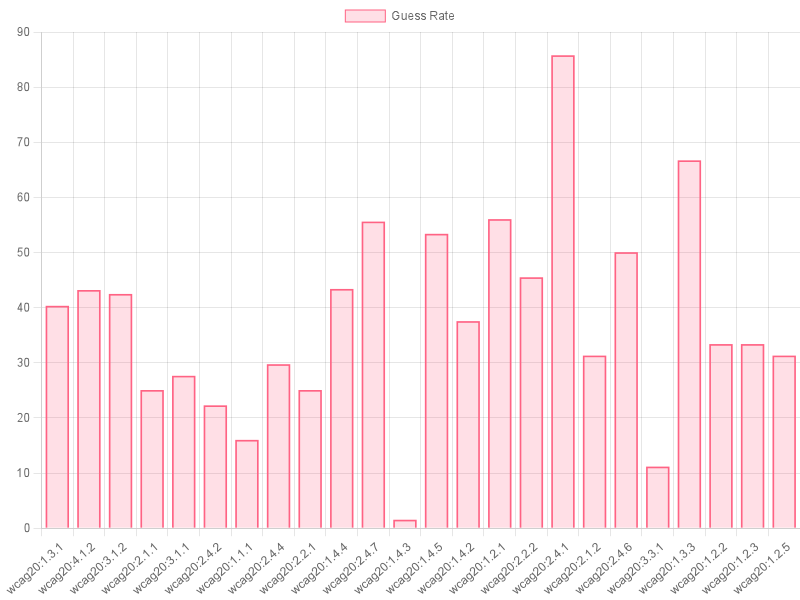 Guess Rate
90
80
70
60
50
40
30
20
10
0
wcag20:1.3.1
wcag20:4.1.2
wcag20:3.1.2
wcag20:2.1.1
wcag20:3.1.1
wcag20:2.4.2
wcag20:1.1.1
wcag20:2.4.4
wcag20:2.2.1
wcag20:1.4.4
wcag20:2.4.7
wcag20:1.4.3
wcag20:1.4.5
wcag20:1.4.2
wcag20:1.2.1
wcag20:2.2.2
wcag20:2.4.1
wcag20:2.1.2
wcag20:2.4.6
wcag20:3.3.1
wcag20:1.3.3
wcag20:1.2.2
wcag20:1.2.3
wcag20:1.2.5